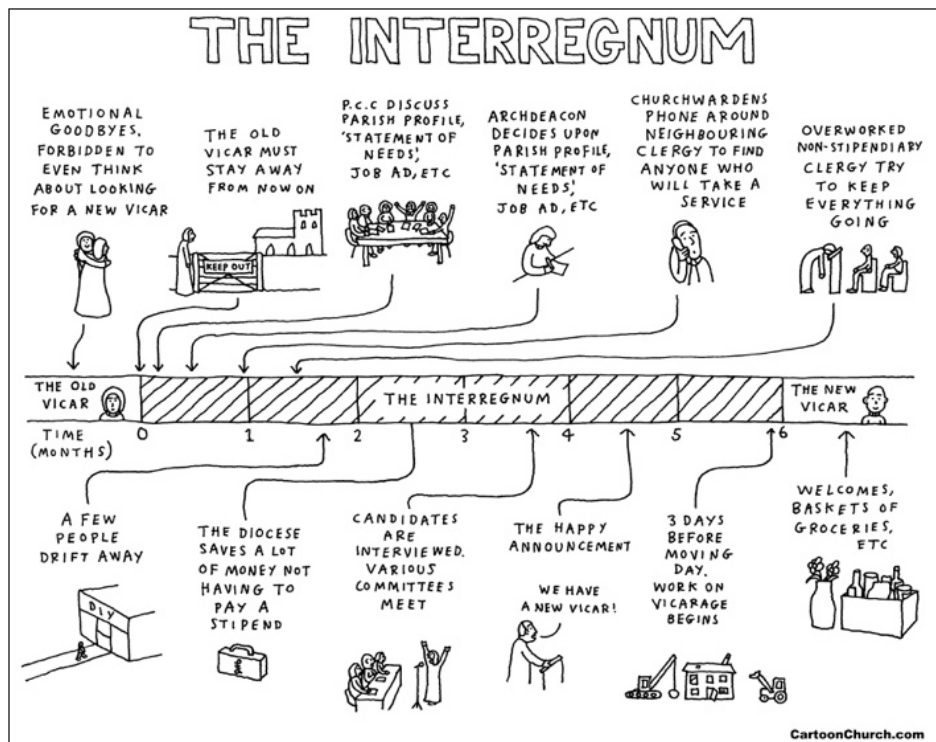 THE INTERREGNUM
EMOTIONAL
GOODBYES.
FORBIDDEN TO
EVEN THINK
ABOUT LOOKING
FOR A NEW VICAR
THE OLD
VICAR MUST
STAY AWAY
FROM NOW ON
KEEP OUT
P.C.C DISCUSS
PARISH PROFILE,
'STATEMENT OF
NEEDS',
JOB AD, ETC
ARCHDEACON
DECIDES UPON
PARISH PROFILE,
'STATEMENT OF
NEEDS',
JOB AD, ETC
CHURCHWARDENS
PHONE AROUND
NEIGHBOURING
CLERGY TO FIND
ANYONE WHO
WILL TAKE A
SERVICE
OVERWORKED
NON-STIPENDIARY
CLERGY TRY
TO KEEP
EVERYTHING
GOING
THE OLD
VICAR
THE INTERREGNUM
THE NEW
VICAR
TIME
(MONTHS)
0 1 2 3 4 5 6
A FEW
PEOPLE
DRIFT AWAY
DIY
THE DIOCESE
SAVES A LOT
OF MONEY NOT
HAVING TO
PAY A
STIPEND
CANDIDATES
ARE
INTERVIEWED.
VARIOUS
COMMITTEES
MEET
THE HAPPY
ANNOUNCEMENT
WE HAVE
A NEW VICAR!
3 DAYS
BEFORE
MOVING
DAY.
WORK ON
VICARAGE
BEGINS
WELCOMES,
BASKETS OF
GROCERIES,
ETC
CartoonChurch.com